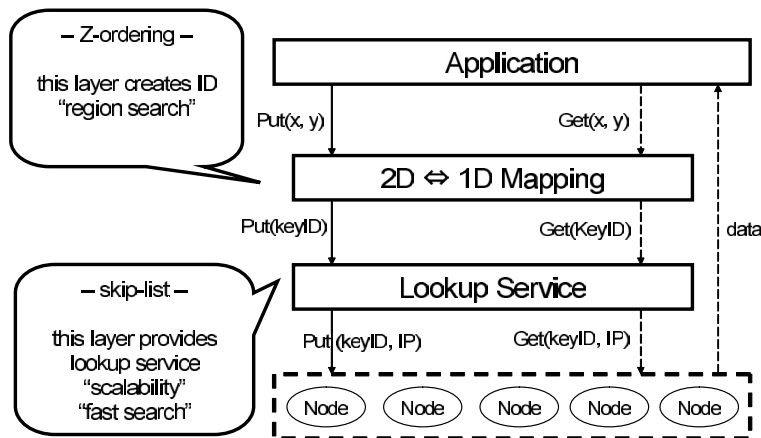 – Z-ordering –
this layer creates ID
“region search”
Application
Put(x, y)
Get(x, y)
2D ⇔ 1D Mapping
Put(keyID)
Get(KeyID)
data
– skip-list –
this layer provides
lookup service
“scalability”
“fast search”
Lookup Service
Put (keyID, IP)
Get(keyID, IP)
Node
Node
Node
Node
Node